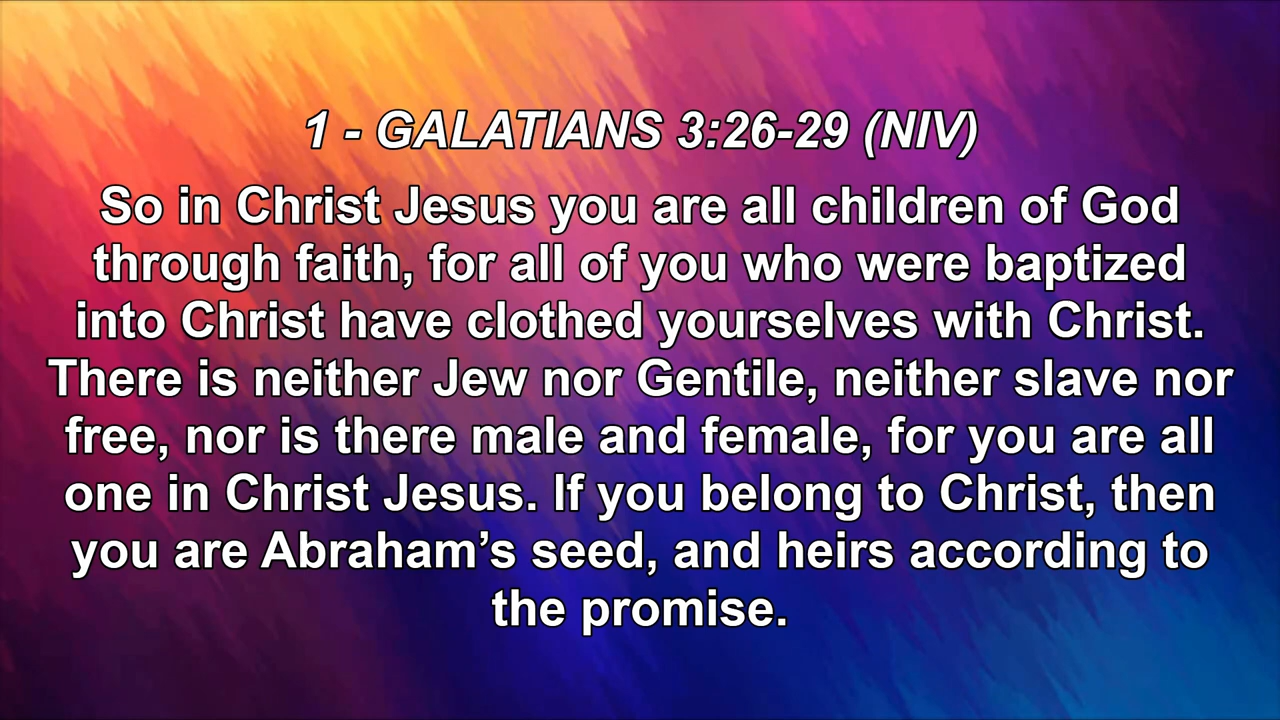 1 - GALATIANS 3:26-29 (NIV)
So in Christ Jesus you are all children of God
through faith, for all of you who were baptized
into Christ have clothed yourselves with Christ.
There is neither Jew nor Gentile, neither slave nor
free, nor is there male and female, for you are all
one in Christ Jesus. If you belong to Christ, then
you are Abraham’s seed, and heirs according to
the promise.